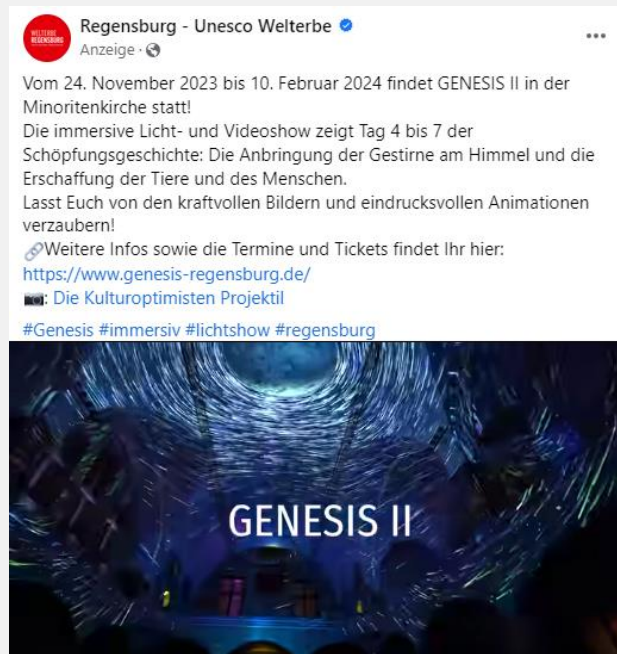 WELTERBE
REGENSBURG
Regensburg - Unesco Welterbe
Anzeige ·
Vom 24. November 2023 bis 10. Februar 2024 findet GENESIS II in der
Minoritenkirche statt!
Die immersive Licht- und Videoshow zeigt Tag 4 bis 7 der
Schöpfungsgeschichte: Die Anbringung der Gestirne am Himmel und die
Erschaffung der Tiere und des Menschen.
Lasst Euch von den kraftvollen Bildern und eindrucksvollen Animationen
verzaubern!
🔗Weitere Infos sowie die Termine und Tickets findet Ihr hier:
https://www.genesis-regensburg.de/
📷: Die Kulturoptimisten Projektil
#Genesis #immersiv #lichtshow #regensburg
GENESIS II